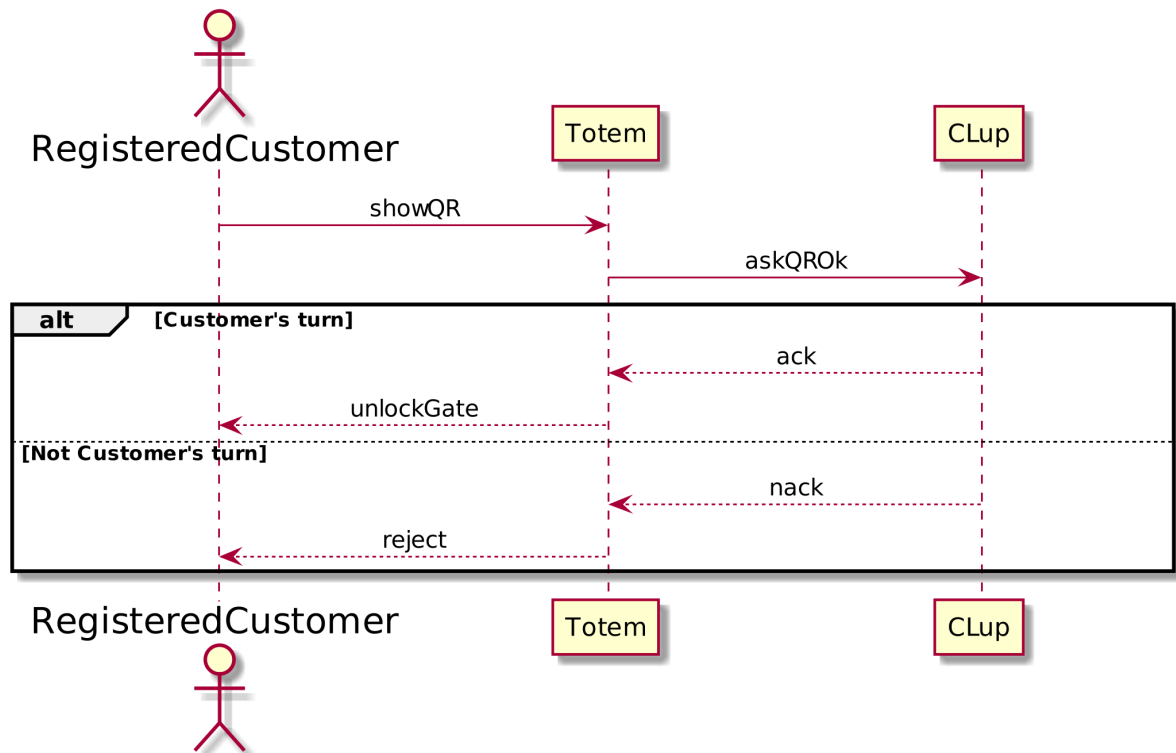 RegisteredCustomer
Totem
CLup
showQR
askQROk
alt [Customer's turn]
ack
unlockGate
[Not Customer's turn]
nack
reject
RegisteredCustomer
Totem
CLup